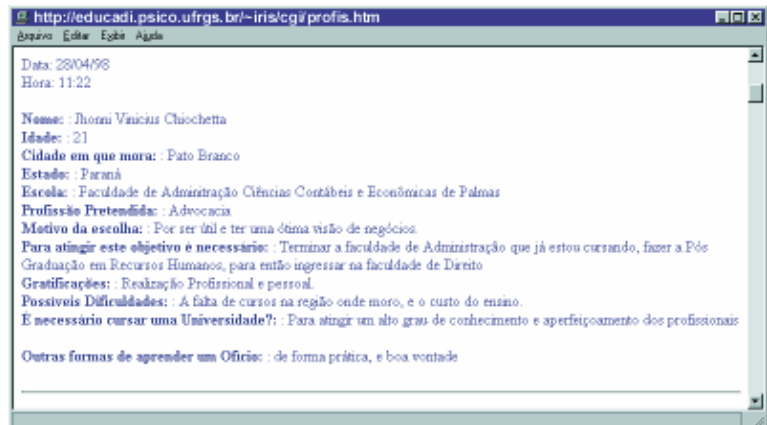 http://educadi.psico.ufrgs.br/~iris/cgi/profis.htm
Arquivo Editar Exibir Ajuda
Data: 28/04/98
Hora: 11:22
Nome: : Jhonni Vinicius Chiochetta
Idade: : 21
Cidade em que mora: : Pato Branco
Estado: : Paraná
Escola: : Faculdade de Adminitração Ciências Contábeis e Econômicas de Palmas
Profissão Pretendida: : Advocacia
Motivo da escolha: : Por ser útil e ter uma ótima visão de negócios.
Para atingir este objetivo é necessário: : Terminar a faculdade de Administração que já estou cursando, fazer a Pós
Graduação em Recursos Humanos, para então ingressar na faculdade de Direito
Gratificações: : Realização Profissional e pessoal.
Possíveis Dificuldades: : A falta de cursos na região onde moro, e o custo do ensino.
É necessário cursar uma Universidade?: : Para atingir um alto grau de conhecimento e aperfeiçoamento dos profissionais
Outras formas de aprender um Ofício: : de forma prática, e boa vontade